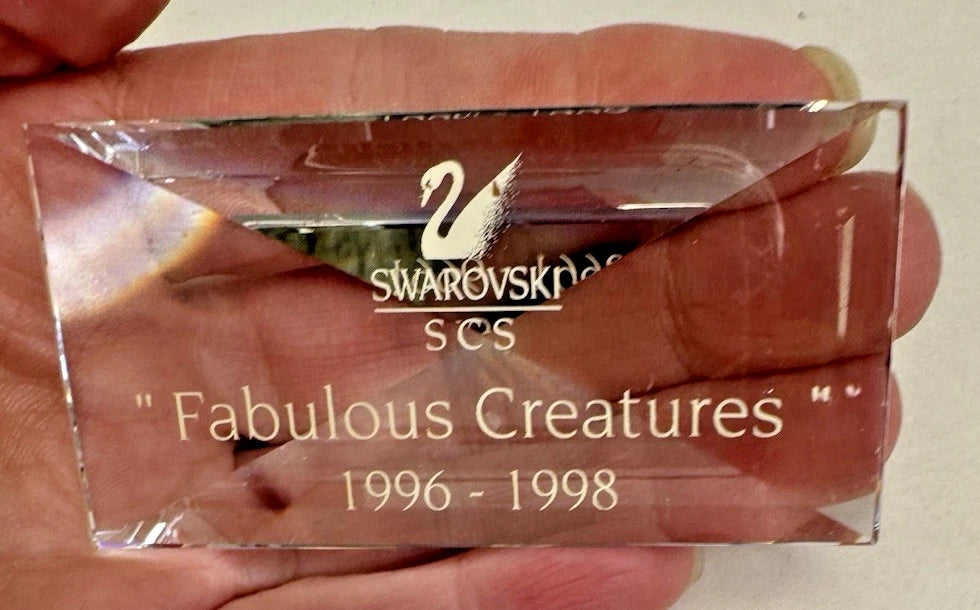 SWAROVSKI
SCS
" Fabulous Creatures "
1996 - 1998